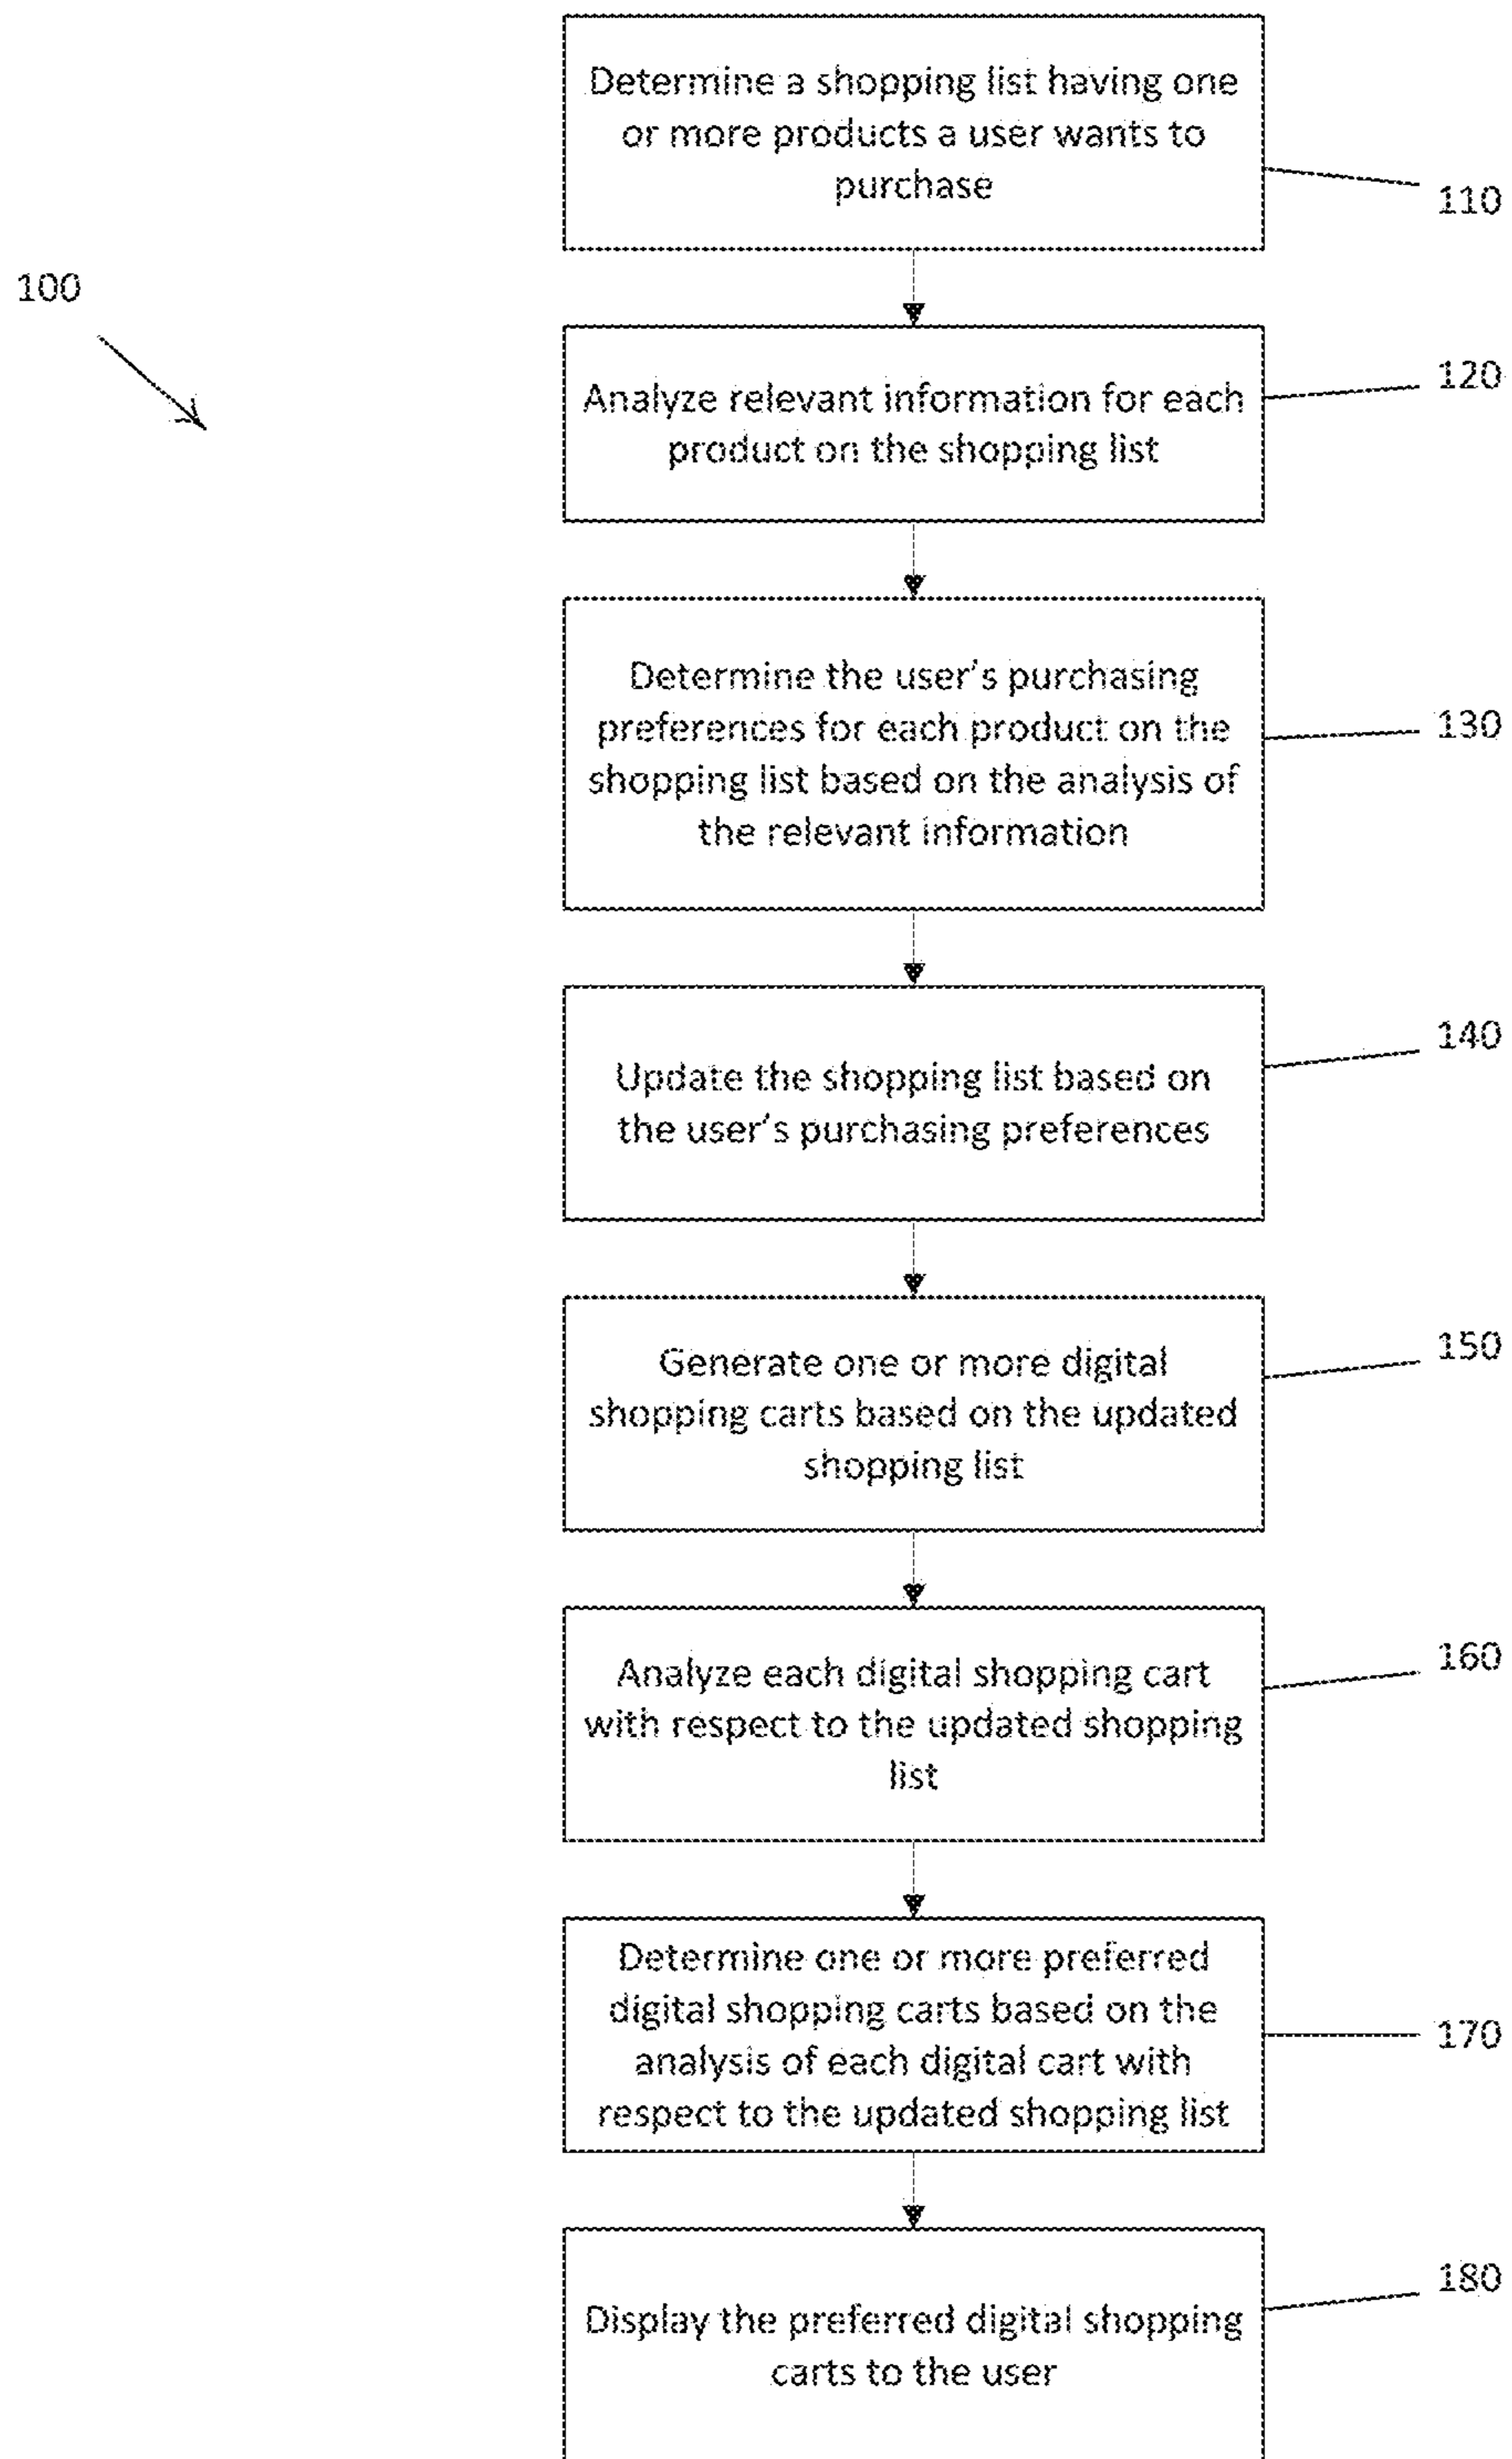 Determine a shopping list having one
or more products a user wants to
purchase
110
100
Analyze relevant information for each
product on the shopping list
120
Determine the user's purchasing
preferences for each product on the
shopping list based on the analysis of
the relevant information
130
Update the shopping list based on
the user's purchasing preferences
140
Generate one or more digital
shopping carts based on the updated
shopping list
150
Analyze each digital shopping cart
with respect to the updated shopping
list
160
Determine one or more preferred
digital shopping carts based on the
analysis of each digital cart with
respect to the updated shopping list
170
Display the preferred digital shopping
carts to the user
180